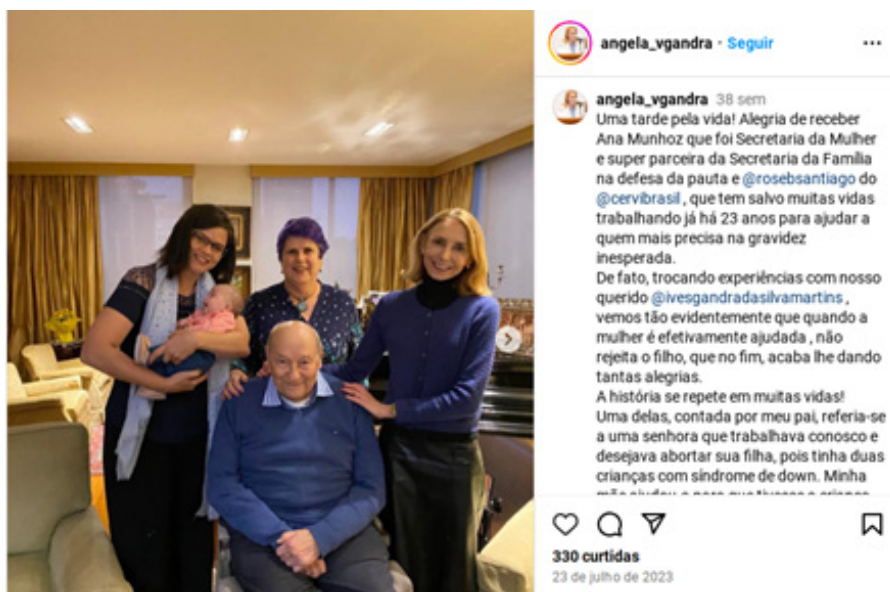 angela_vgandra · Seguir
angela_vgandra 38 sem
Uma tarde pela vida! Alegria de receber
Ana Munhoz que foi Secretaria da Mulher
e super parceira da Secretaria da Família
na defesa da pauta e @rosebsantiago do
@cervibrasil , que tem salvo muitas vidas
trabalhando já há 23 anos para ajudar a
quem mais precisa na gravidez
inesperada.
De fato, trocando experiências com nosso
querido @ivesgandradasilvamartins ,
vemos tão evidentemente que quando a
mulher é efetivamente ajudada , não
rejeita o filho, que no fim, acaba lhe dando
tantas alegrias.
A história se repete em muitas vidas!
Uma delas, contada por meu pai, referia-se
a uma senhora que trabalhava conosco e
desejava abortar sua filha, pois tinha duas
crianças com síndrome de down. Minha
330 curtidas
23 de julho de 2023